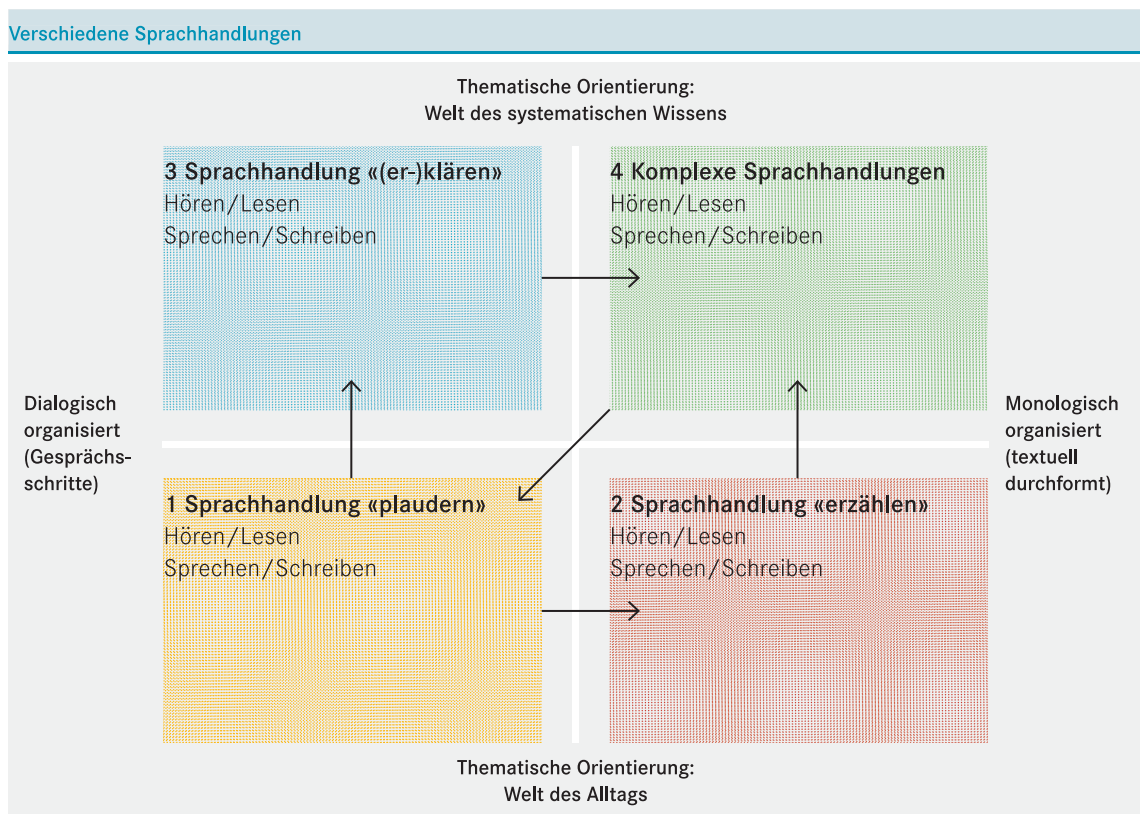 Verschiedene Sprachhandlungen
Thematische Orientierung:
Welt des systematischen Wissens
3 Sprachhandlung «(er-)klären»
Hören/Lesen
Sprechen/Schreiben
4 Komplexe Sprachhandlungen
Hören/Lesen
Sprechen/Schreiben
Dialogisch
organisiert
(Gesprächs-
schritte)
Monologisch
organisiert
(textuell
durchformt)
1 Sprachhandlung «plaudern»
Hören/Lesen
Sprechen/Schreiben
2 Sprachhandlung «erzählen»
Hören/Lesen
Sprechen/Schreiben
Thematische Orientierung:
Welt des Alltags